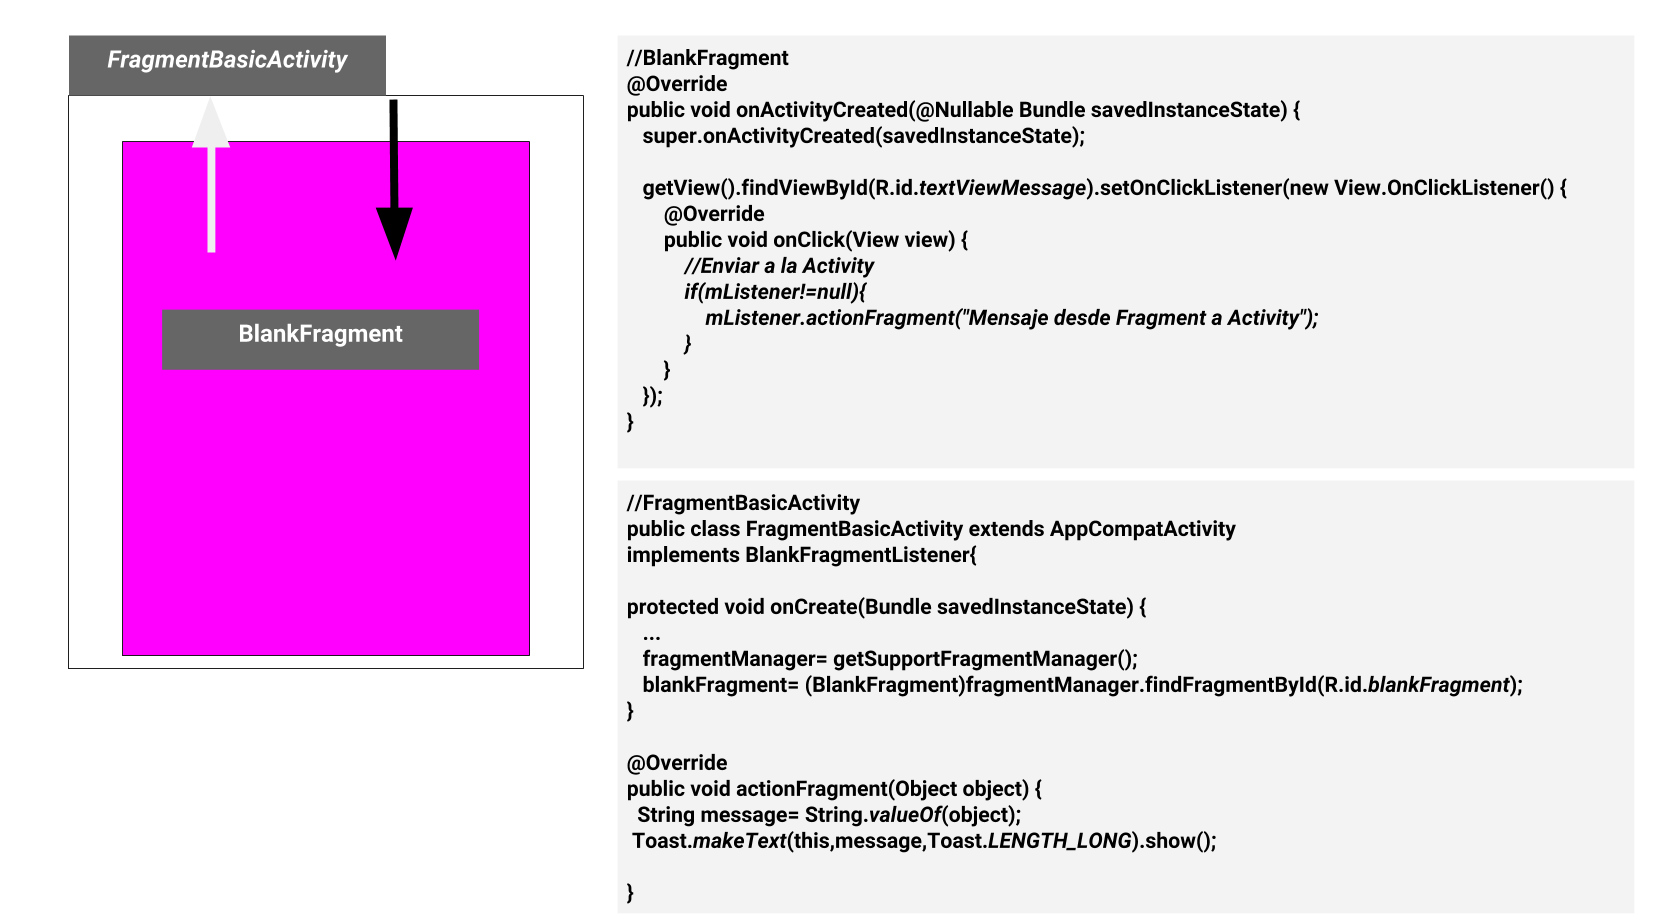 FragmentBasicActivity
BlankFragment
//BlankFragment
@Override
public void onActivityCreated(@Nullable Bundle savedInstanceState) {
super.onActivityCreated(savedInstanceState);
getView().findViewById(R.id.textViewMessage).setOnClickListener(new View.OnClickListener() {
@Override
public void onClick(View view) {
//Enviar a la Activity
if(mListener!=null){
mListener.actionFragment("Mensaje desde Fragment a Activity");
}
}
});
}
//FragmentBasicActivity
public class FragmentBasicActivity extends AppCompatActivity
implements BlankFragmentListener{
protected void onCreate(Bundle savedInstanceState) {
...
fragmentManager= getSupportFragmentManager();
blankFragment= (BlankFragment)fragmentManager.findFragmentById(R.id.blankFragment);
}
@Override
public void actionFragment(Object object) {
String message= String.valueOf(object);
Toast.makeText(this,message,Toast.LENGTH_LONG).show();
}